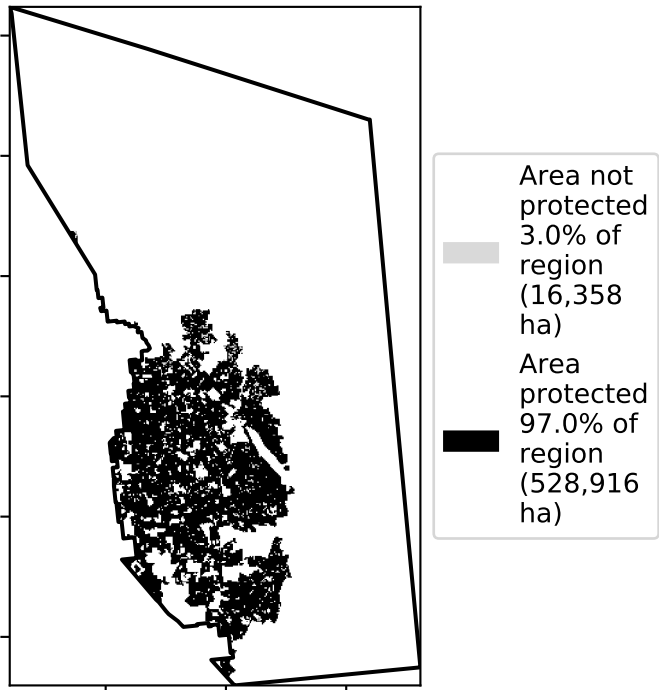 Area not
protected
3.0% of
region
(16,358
ha)
Area
protected
97.0% of
region
(528,916
ha)